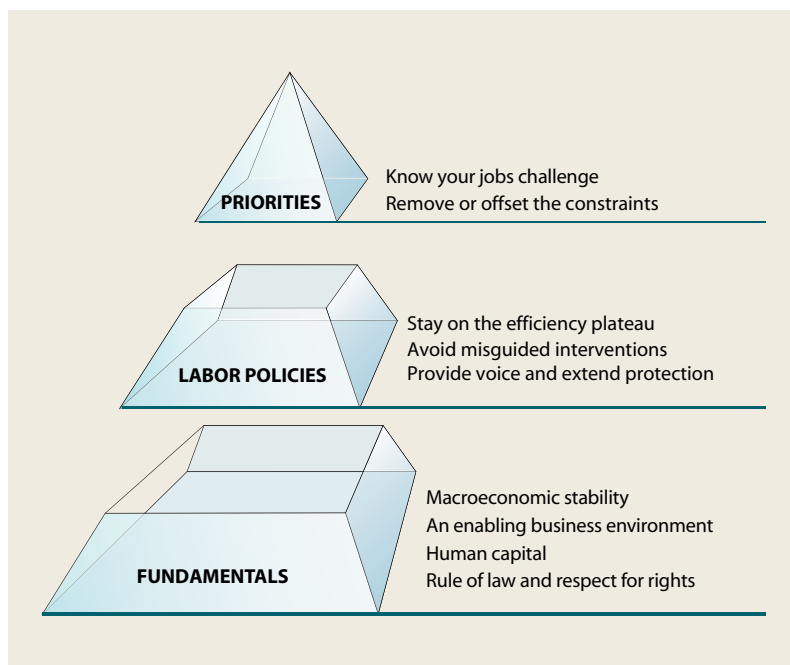 PRIORITIES
Know your jobs challenge
Remove or offset the constraints
LABOR POLICIES
Stay on the efficiency plateau
Avoid misguided interventions
Provide voice and extend protection
FUNDAMENTALS
Macroeconomic stability
An enabling business environment
Human capital
Rule of law and respect for rights